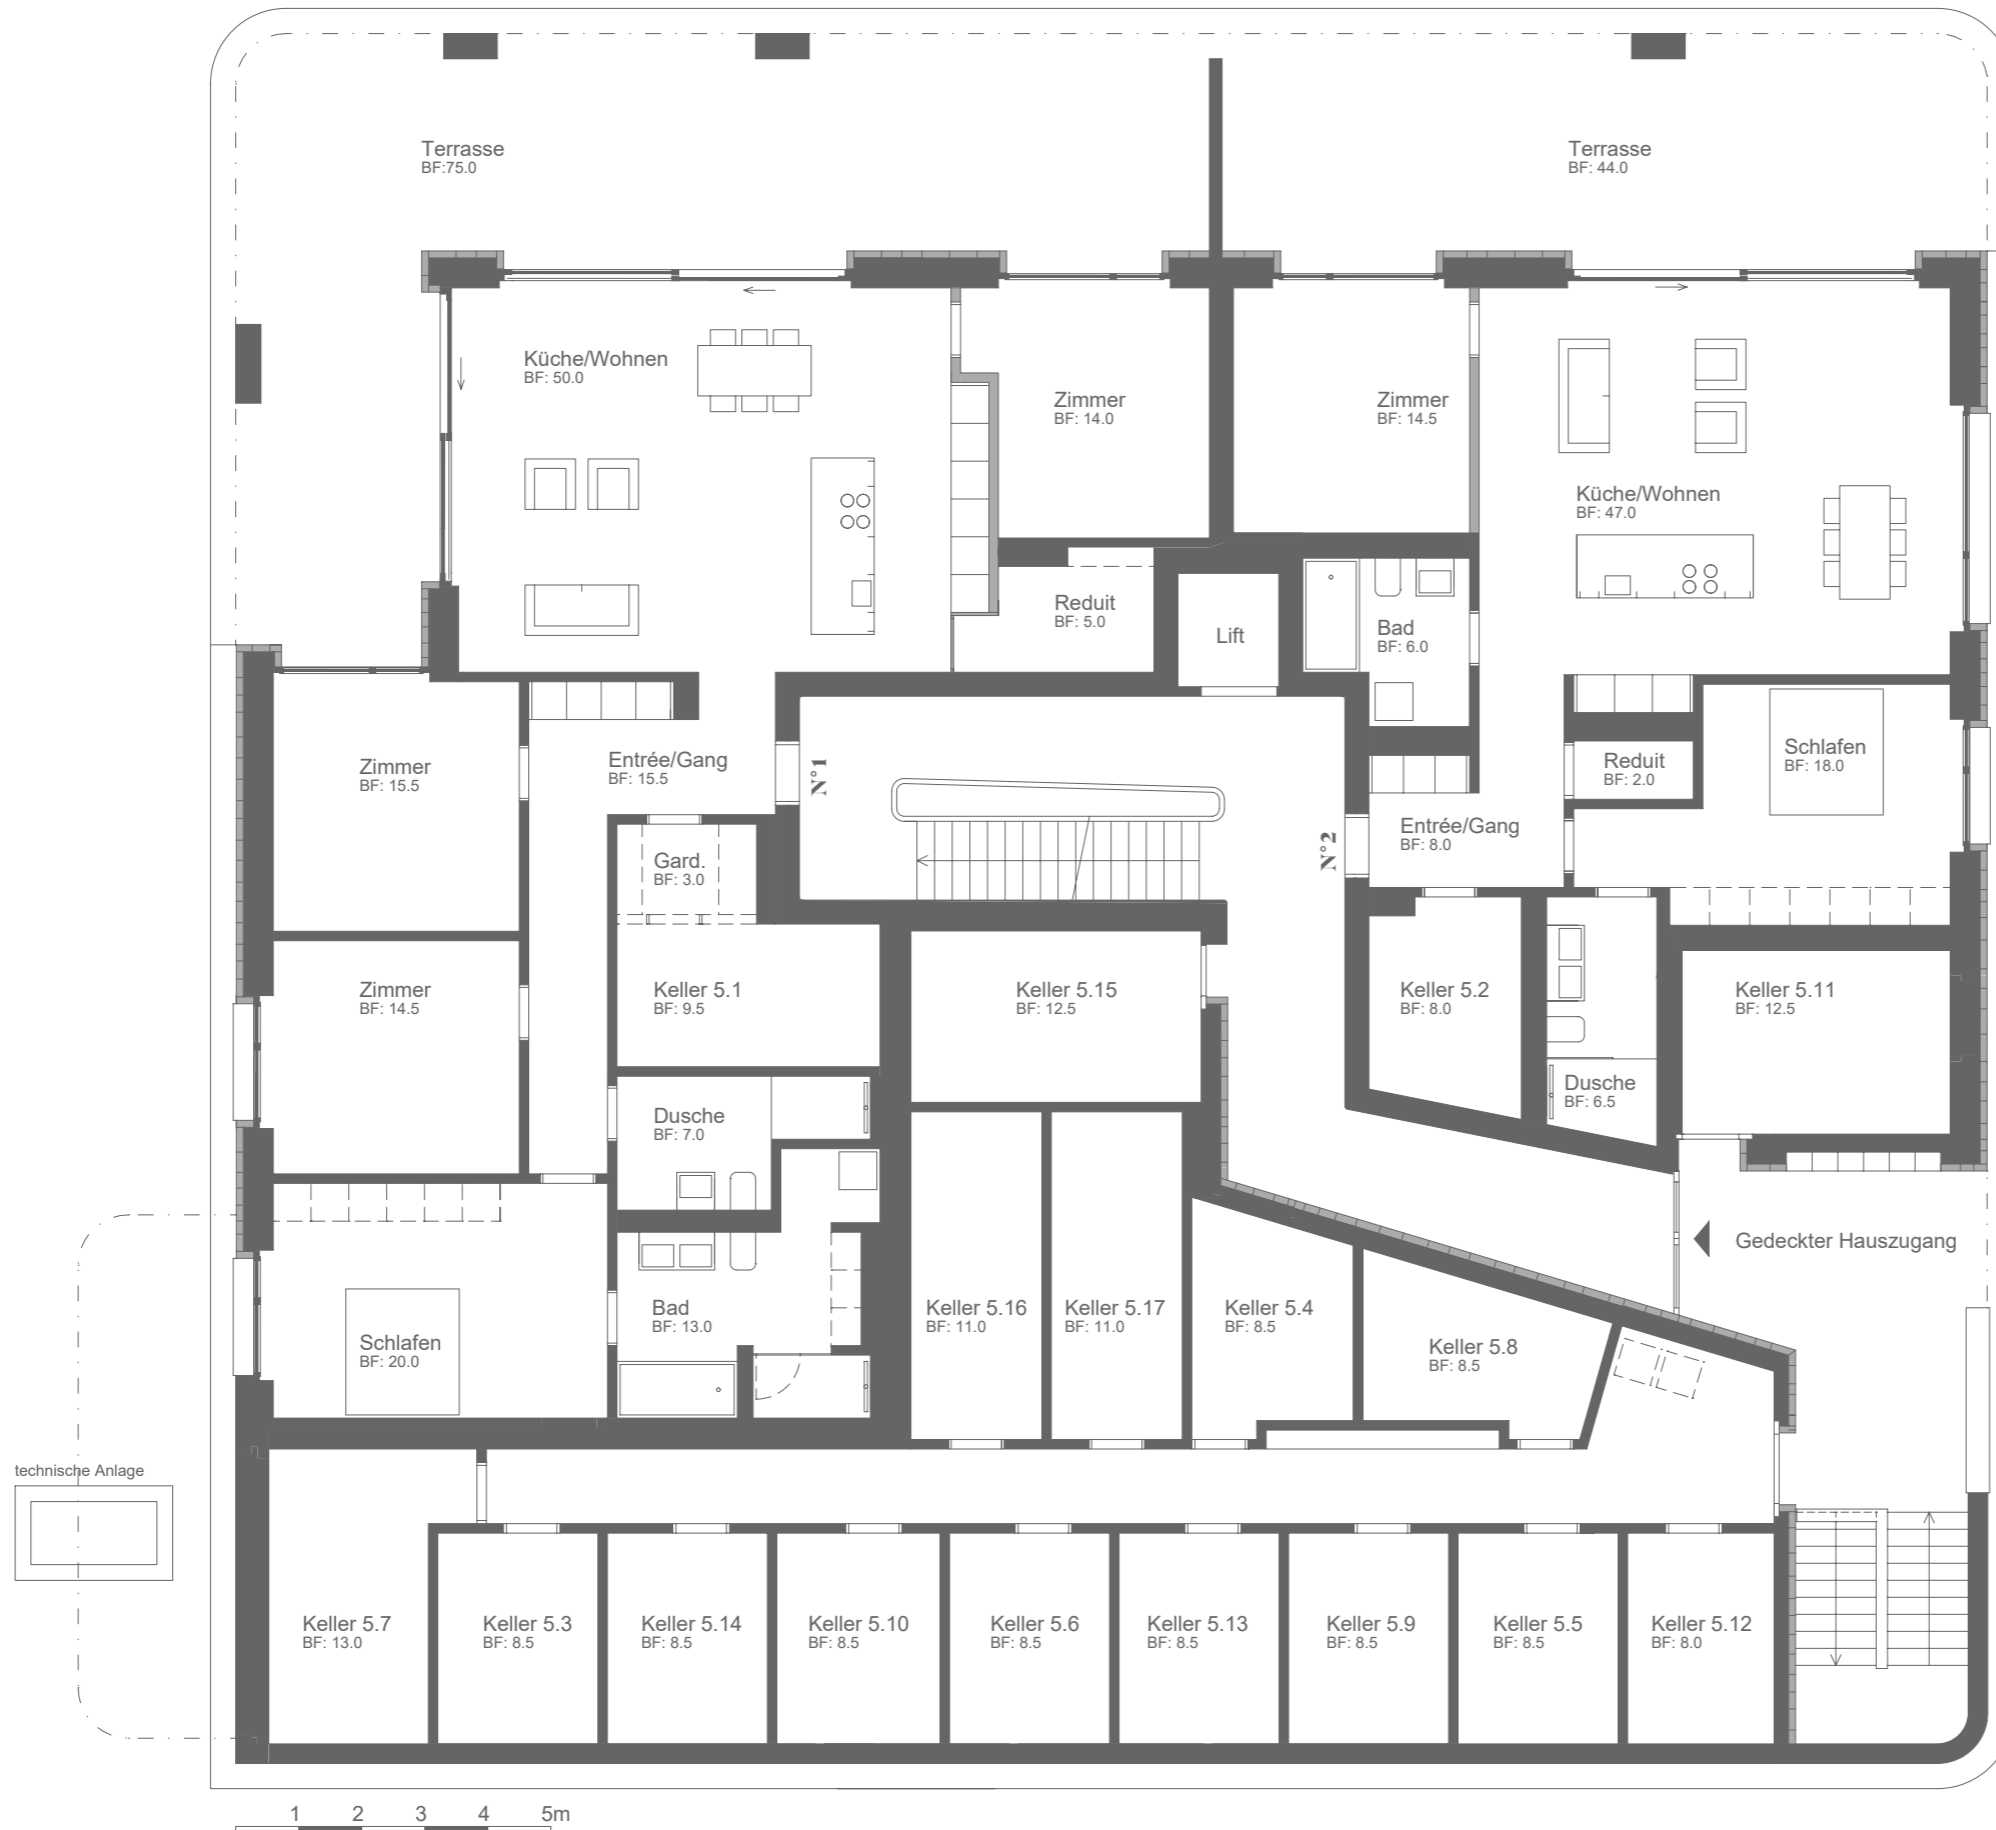 Terrasse
BF:75.0
Terrasse
BF: 44.0
Küche/Wohnen
BF: 50.0
Zimmer
BF: 14.0
Zimmer
BF: 14.5
Küche/Wohnen
BF: 47.0
Reduit
BF: 5.0
Lift
Bad
BF: 6.0
Zimmer
BF: 15.5
Entrée/Gang
BF: 15.5
N°1
Reduit
BF: 2.0
Schlafen
BF: 18.0
Gard.
BF: 3.0
N°2
Entrée/Gang
BF: 8.0
Zimmer
BF: 14.5
Keller 5.1
BF: 9.5
Keller 5.15
BF: 12.5
Keller 5.2
BF: 8.0
Keller 5.11
BF: 12.5
Dusche
BF: 7.0
Dusche
BF: 6.5
Gedeckter Hauszugang
Schlafen
BF: 20.0
Bad
BF: 13.0
Keller 5.16
BF: 11.0
Keller 5.17
BF: 11.0
Keller 5.4
BF: 8.5
Keller 5.8
BF: 8.5
technische Anlage
Keller 5.7
BF: 13.0
Keller 5.3
BF: 8.5
Keller 5.14
BF: 8.5
Keller 5.10
BF: 8.5
Keller 5.6
BF: 8.5
Keller 5.13
BF: 8.5
Keller 5.9
BF: 8.5
Keller 5.5
BF: 8.5
Keller 5.12
BF: 8.0
1 2 3 4 5m